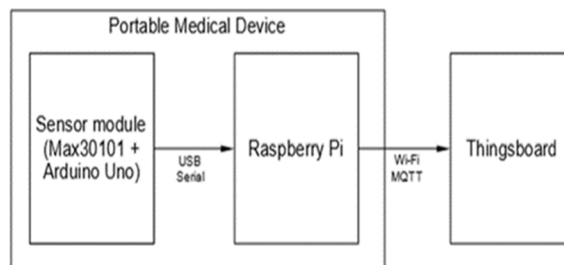 Portable Medical Device
Sensor module
(Max30101 +
Arduino Uno)
USB
Serial
Raspberry Pi
Wi-Fi
MQTT
Thingsboard